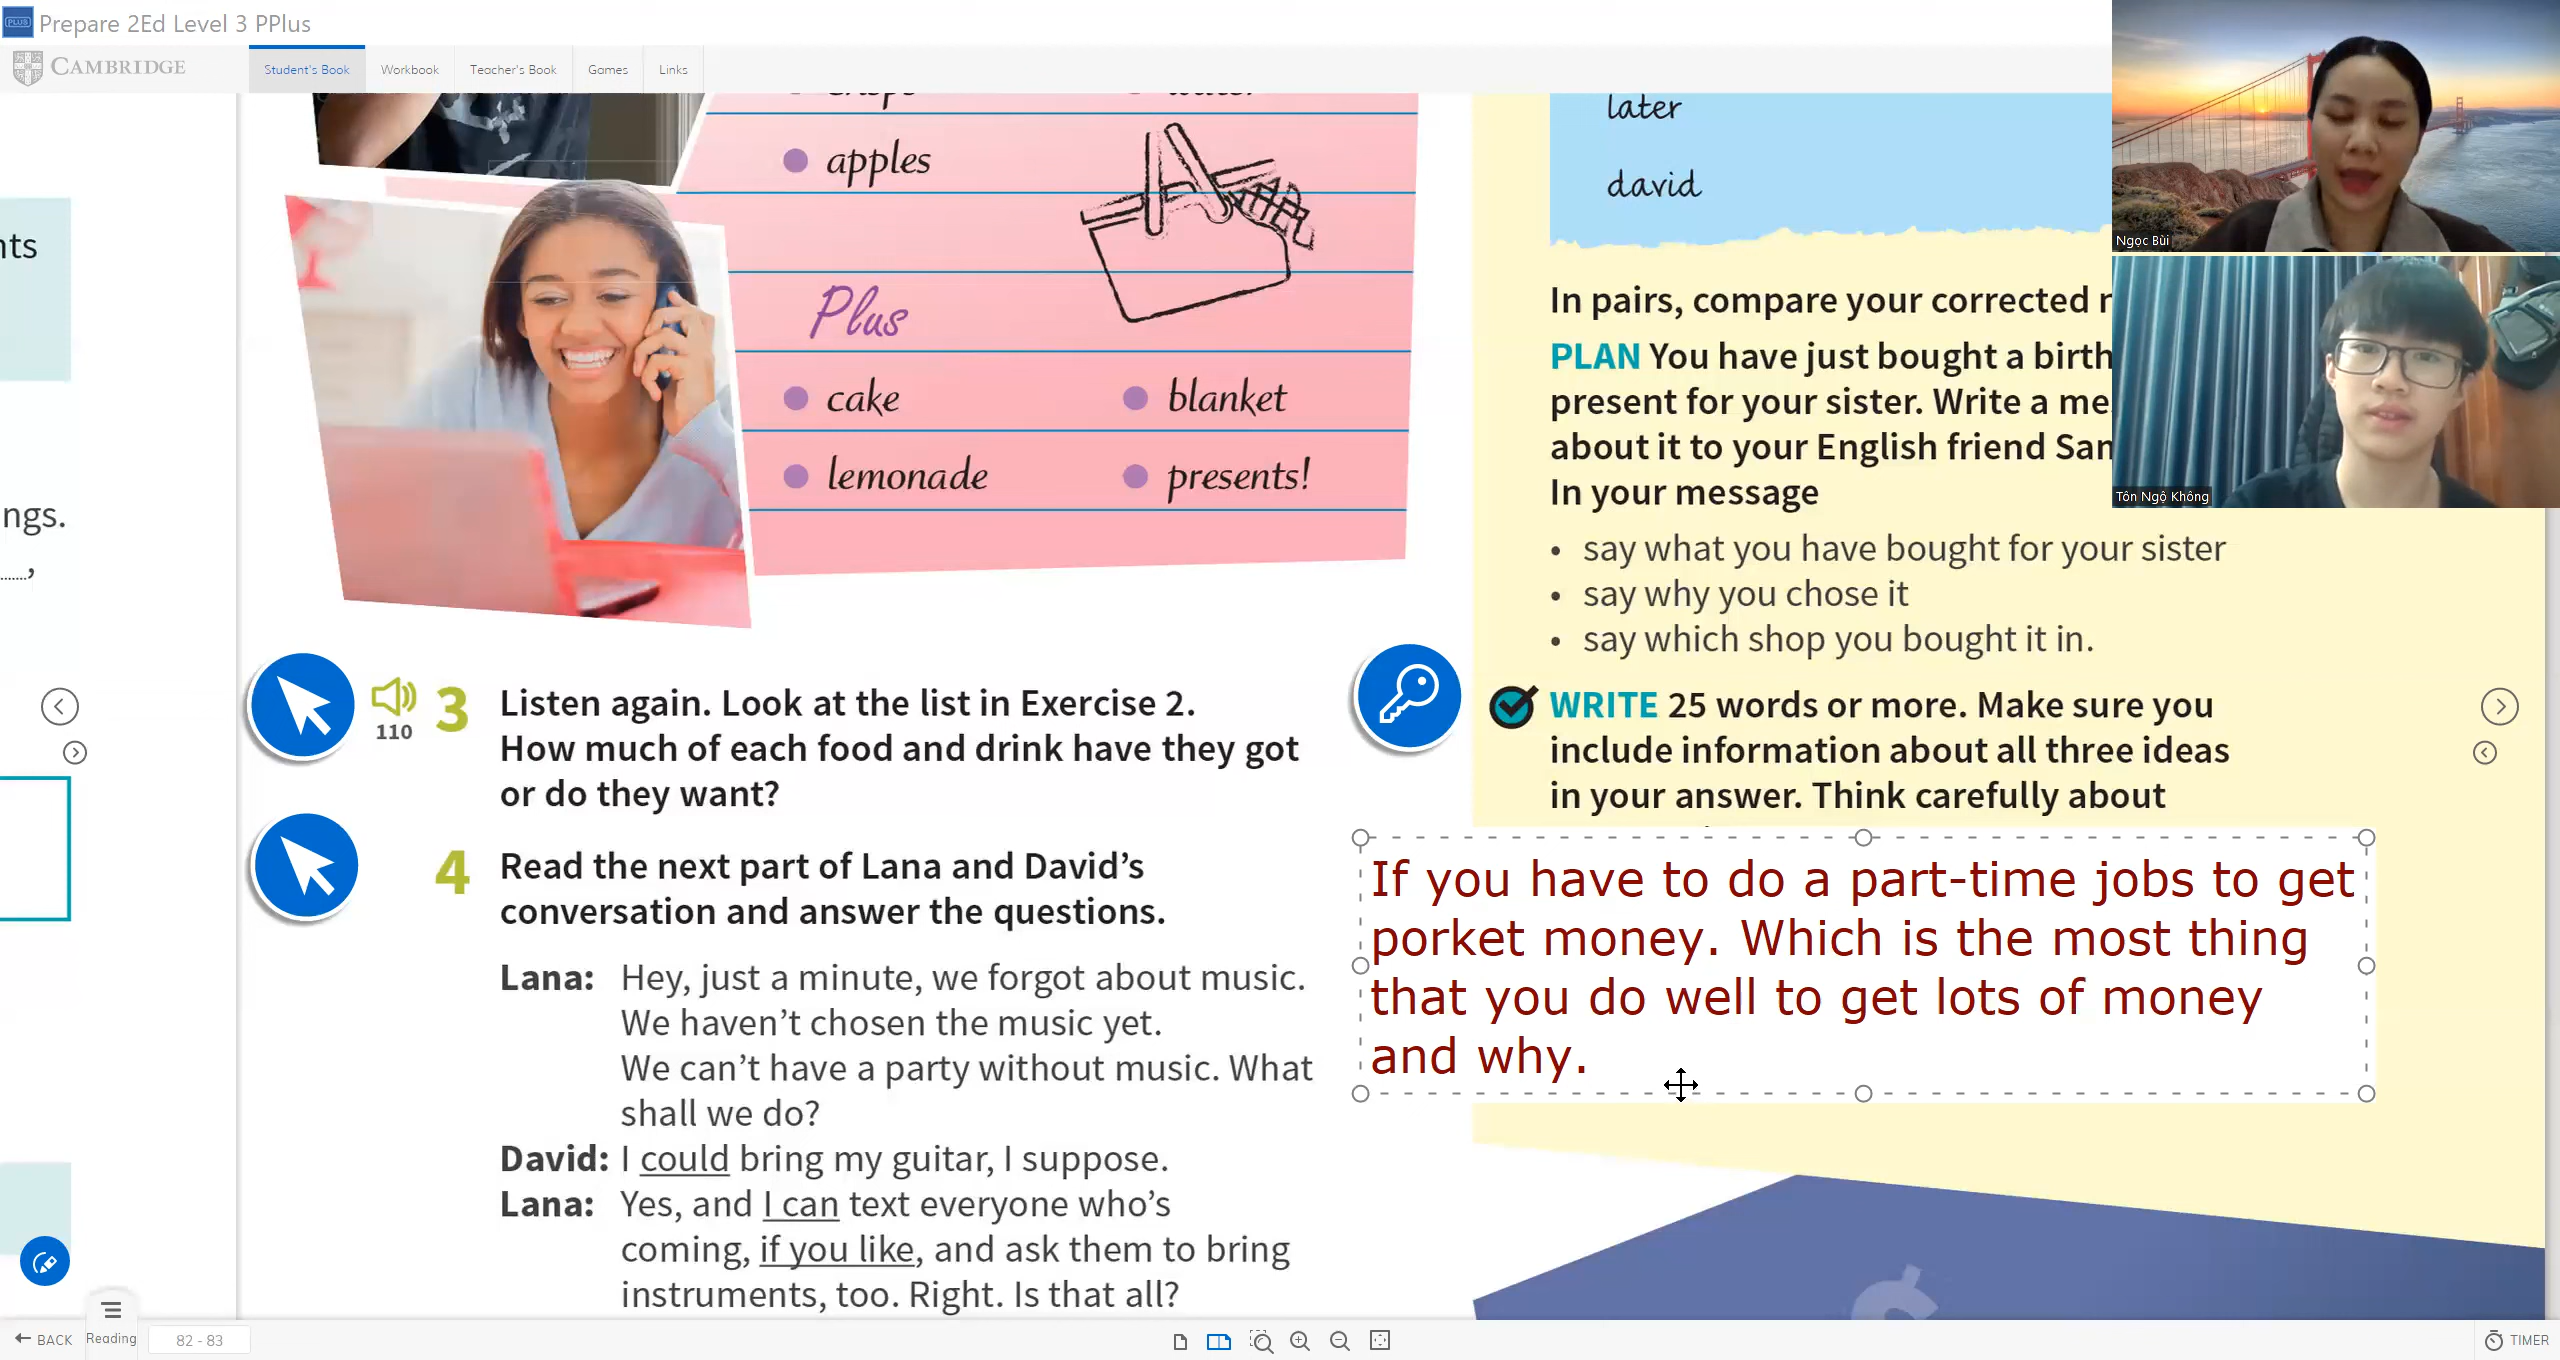 Prepare 2Ed Level 3 PPlus
CAMBRIDGE
Student's Book
Workbook
Teacher's Book
Games
Links
nts
ngs.
crisps
water
apples
Plus
cake
blanket
lemonade
presents!
110
3 Listen again. Look at the list in Exercise 2.
How much of each food and drink have they got
or do they want?
4 Read the next part of Lana and David's
conversation and answer the questions.
Lana: Hey, just a minute, we forgot about music.
We haven't chosen the music yet.
We can't have a party without music. What
shall we do?
David: I could bring my guitar, I suppose.
Lana: Yes, and I can text everyone who's
coming, if you like, and ask them to bring
instruments, too. Right. Is that all?
later
david
In pairs, compare your corrected
PLAN You have just bought a birth
present for your sister. Write a me
about it to your English friend Sam
In your message
• say what you have bought for your sister
• say why you chose it
• say which shop you bought it in.
WRITE 25 words or more. Make sure you
include information about all three ideas
in your answer. Think carefully about
If you have to do a part-time jobs to get
porket money. Which is the most thing
that you do well to get lots of money
and why.
Ngọc Bùi
Tôn Ngộ Không
BACK
Reading
82 - 83
TIMER